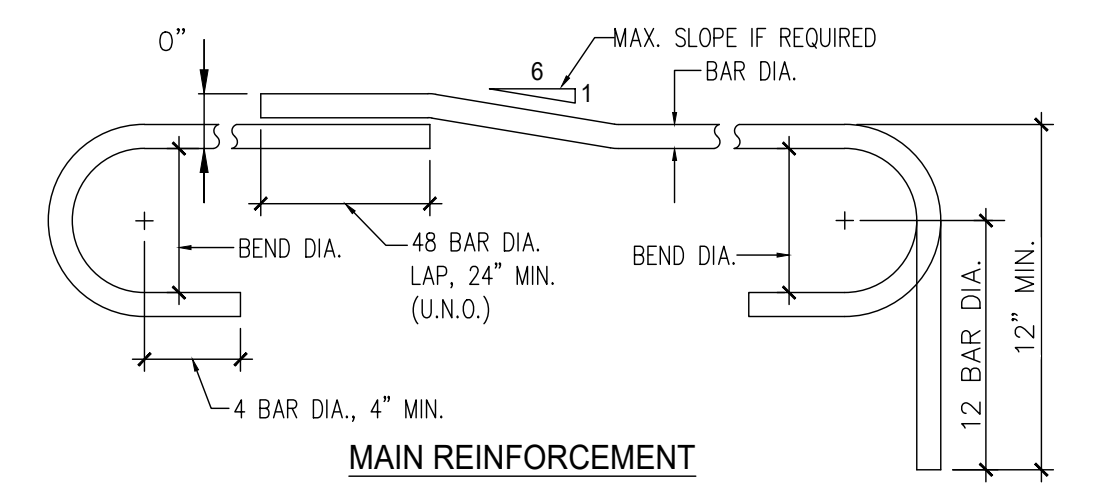 0”
MAX. SLOPE IF REQUIRED
6
1
BAR DIA.
BEND DIA.
48 BAR DIA.
LAP, 24” MIN.
(U.N.O.)
BEND DIA.
12 BAR DIA.
12” MIN.
4 BAR DIA., 4” MIN.
MAIN REINFORCEMENT